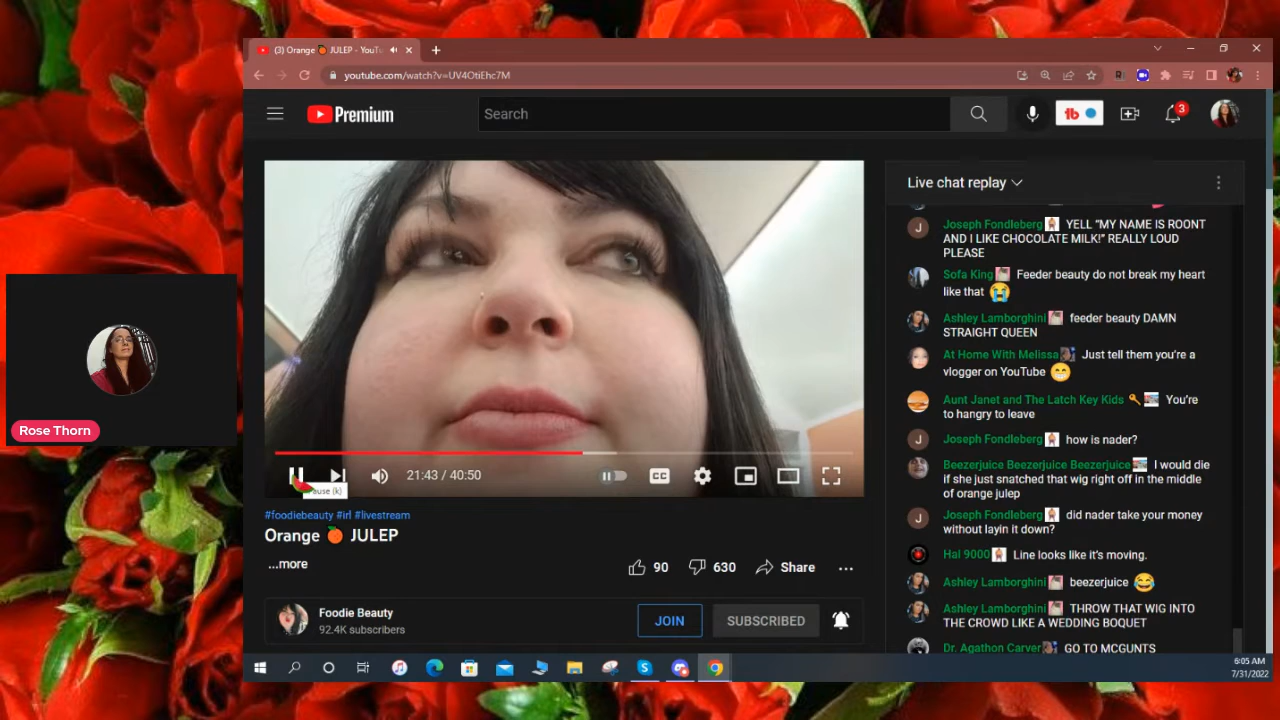 (3) Orange 🍊 JULEP - YouTu
youtube.com/watch?v=UV4OtiEhc7M
Premium
Search
1b
3
Live chat replay
Joseph Fondleberg YELL "MY NAME IS ROONT
AND I LIKE CHOCOLATE MILK!" REALLY LOUD
PLEASE
Sofa King Feeder beauty do not break my heart
like that 😭
Ashley Lamborghini feeder beauty DAMN
STRAIGHT QUEEN
At Home With Melissa Just tell them you're a
vlogger on YouTube 😁
Aunt Janet and The Latch Key Kids 🔑 You're
to hangry to leave
Joseph Fondleberg how is nader?
Beezerjuice Beezerjuice Beezerjuice I would die
if she just snatched that wig right off in the middle
of orange julep
Joseph Fondleberg did nader take your money
without layin it down?
Hal 9000 Line looks like it's moving.
Ashley Lamborghini beezerjuice 😂
Ashley Lamborghini THROW THAT WIG INTO
THE CROWD LIKE A WEDDING BOQUET
Dr. Agathon Carver GO TO MCGUNTS
J
J
J
Rose Thorn
21:43 / 40:50
CC
Pause (k)
#foodiebeauty #irl #livestream
Orange 🍊 JULEP
...more
90
630
Share
Foodie Beauty
92.4K subscribers
JOIN
SUBSCRIBED
6:05 AM
7/31/2022